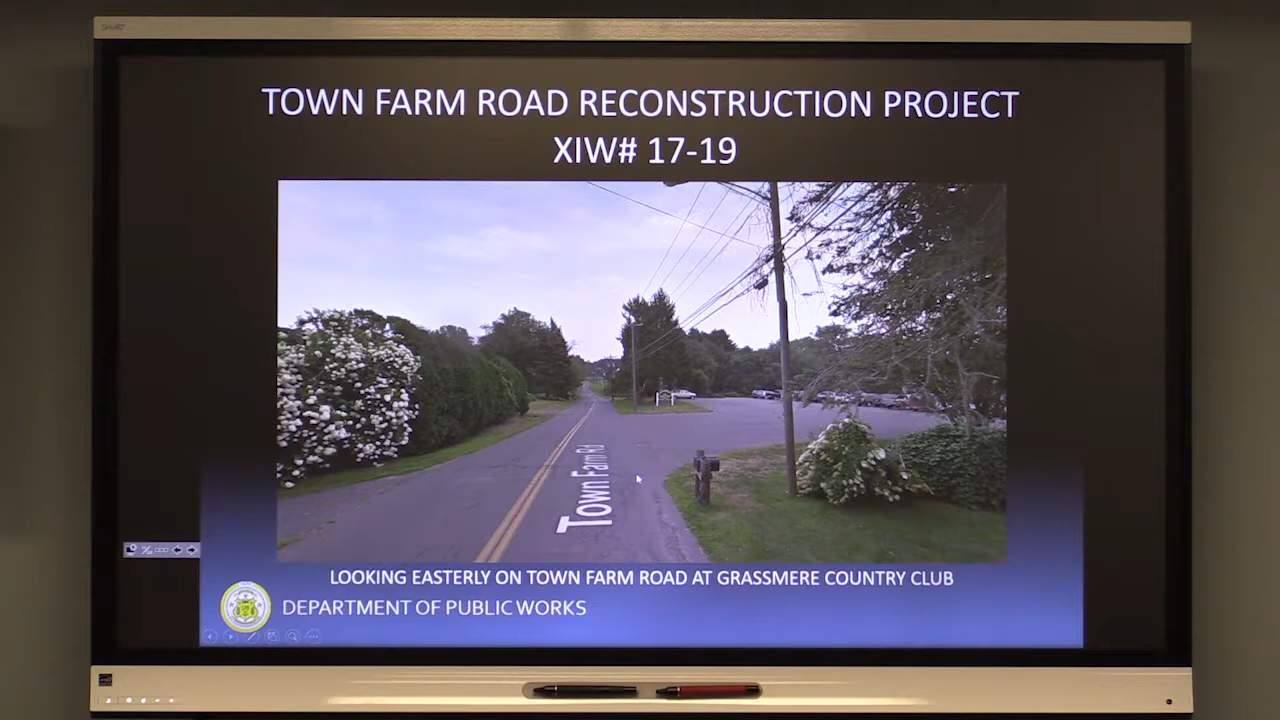 SMART
TOWN FARM ROAD RECONSTRUCTION PROJECT
XIW# 17-19
Town Farm Rd
LOOKING EASTERLY ON TOWN FARM ROAD AT GRASSMERE COUNTRY CLUB
DEPARTMENT OF PUBLIC WORKS